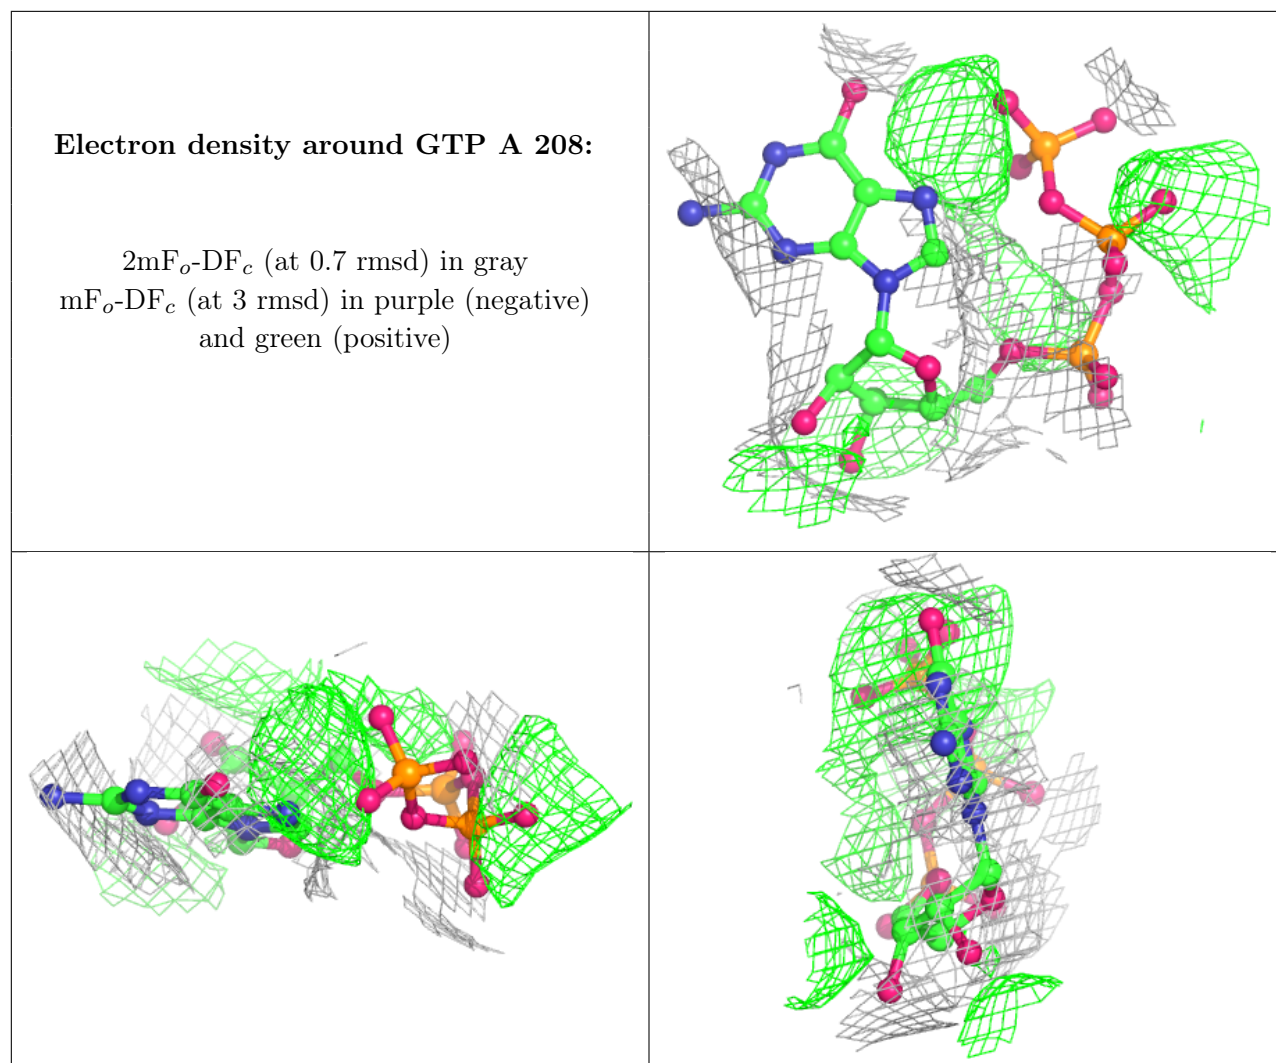 Electron density around GTP A 208:
2mFo-DFc (at 0.7 rmsd) in gray
mFo-DFc (at 3 rmsd) in purple (negative)
and green (positive)